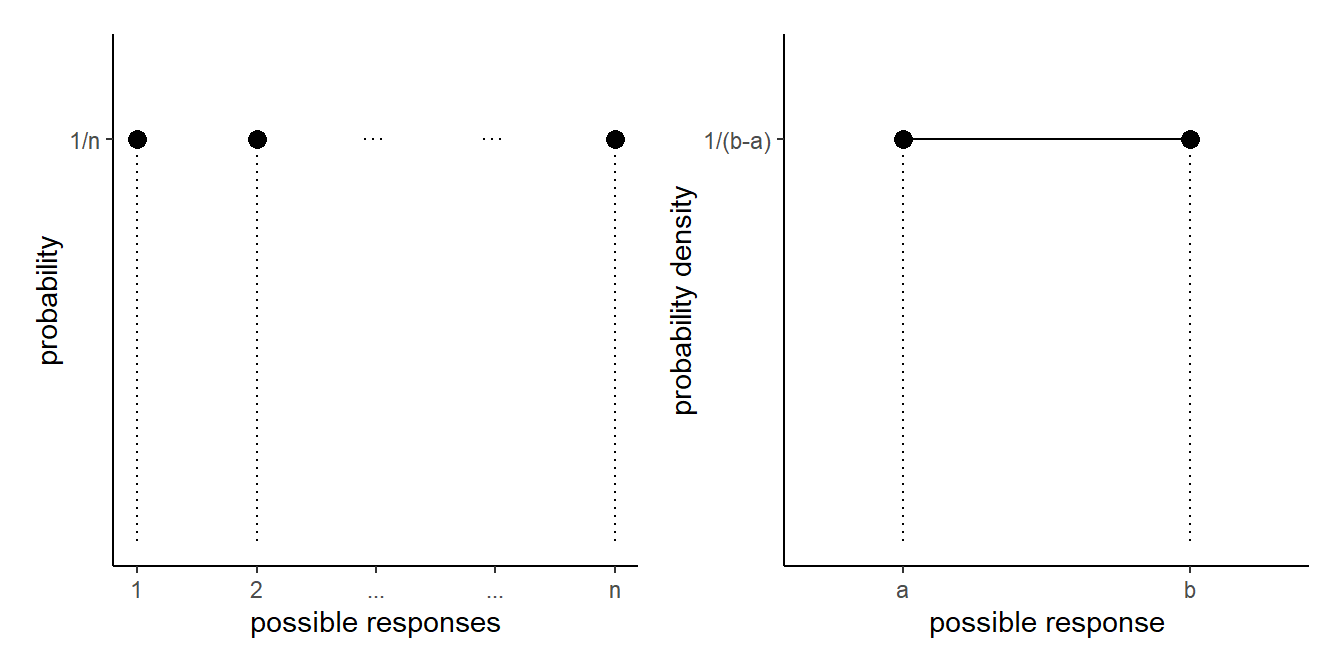 1/n
probability
1
2
...
...
n
possible responses
...
...
1/(b-a)
probability density
a
b
possible response